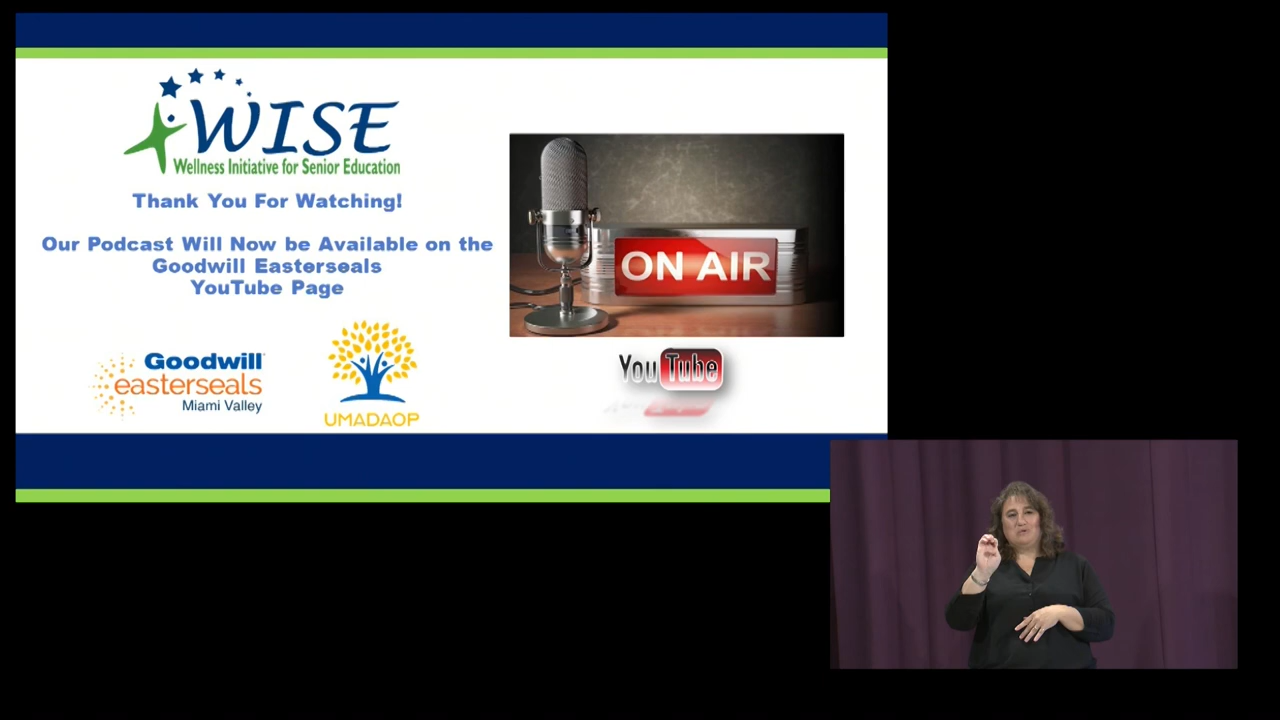 WISE
Wellness Initiative for Senior Education
Thank You For Watching!
Our Podcast Will Now be Available on the
Goodwill Easterseals
YouTube Page
ON AIR
Goodwill
easterseals
Miami Valley
UMADAOP
YouTube